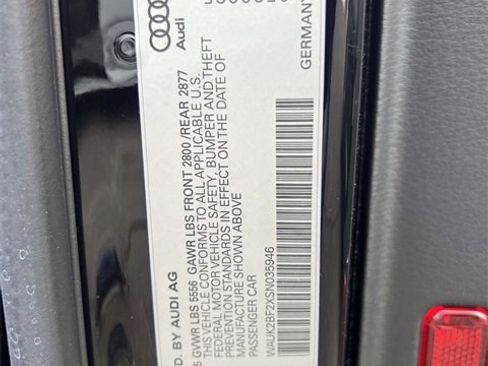 Audi
GERMANY
D. BY AUDI AG
GVWR LBS 5556 GAWR LBS FRONT 2800/REAR 2877
THIS VEHICLE CONFORMS TO ALL APPLICABLE U.S.
FEDERAL MOTOR VEHICLE SAFETY, BUMPER AND THEFT
PREVENTION STANDARDS IN EFFECT ON THE DATE OF
MANUFACTURE SHOWN ABOVE
PASSENGER CAR
WAUK2BF2XSN035946